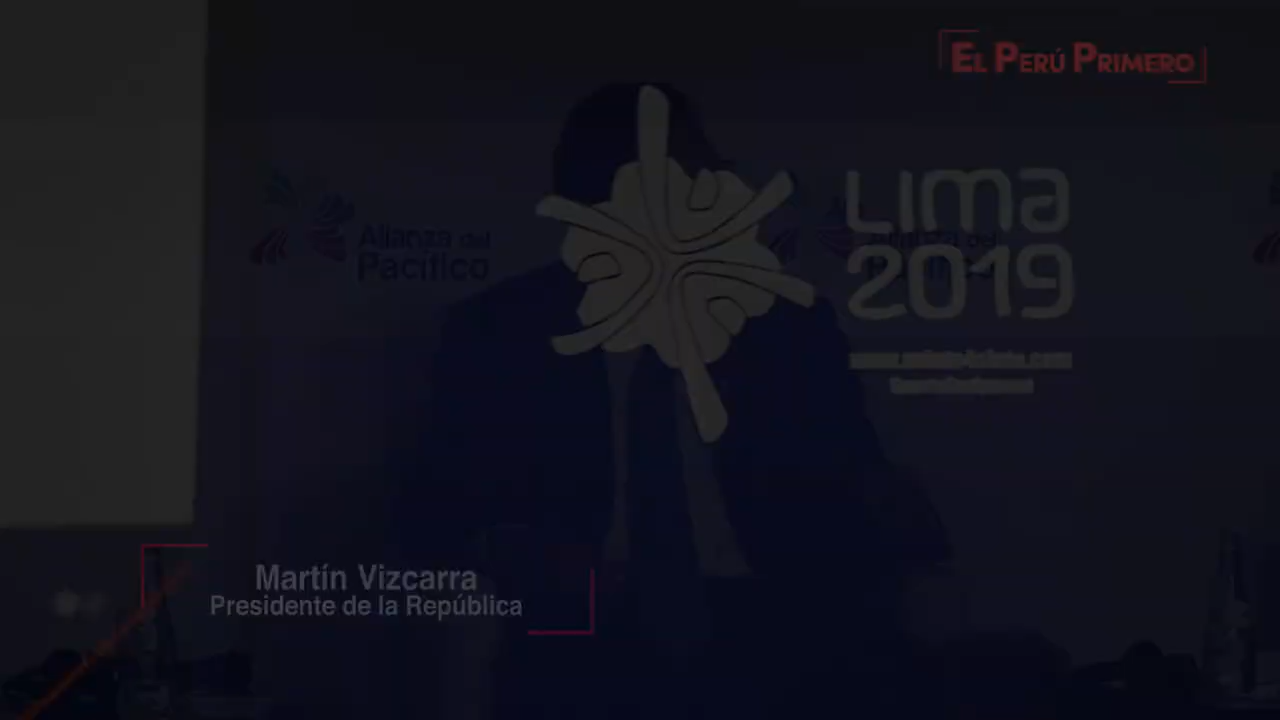 EL PERÚ PRIMERO
LIMA
2019
Alianza del
Pacífico
Martín Vizcarra
Presidente de la República